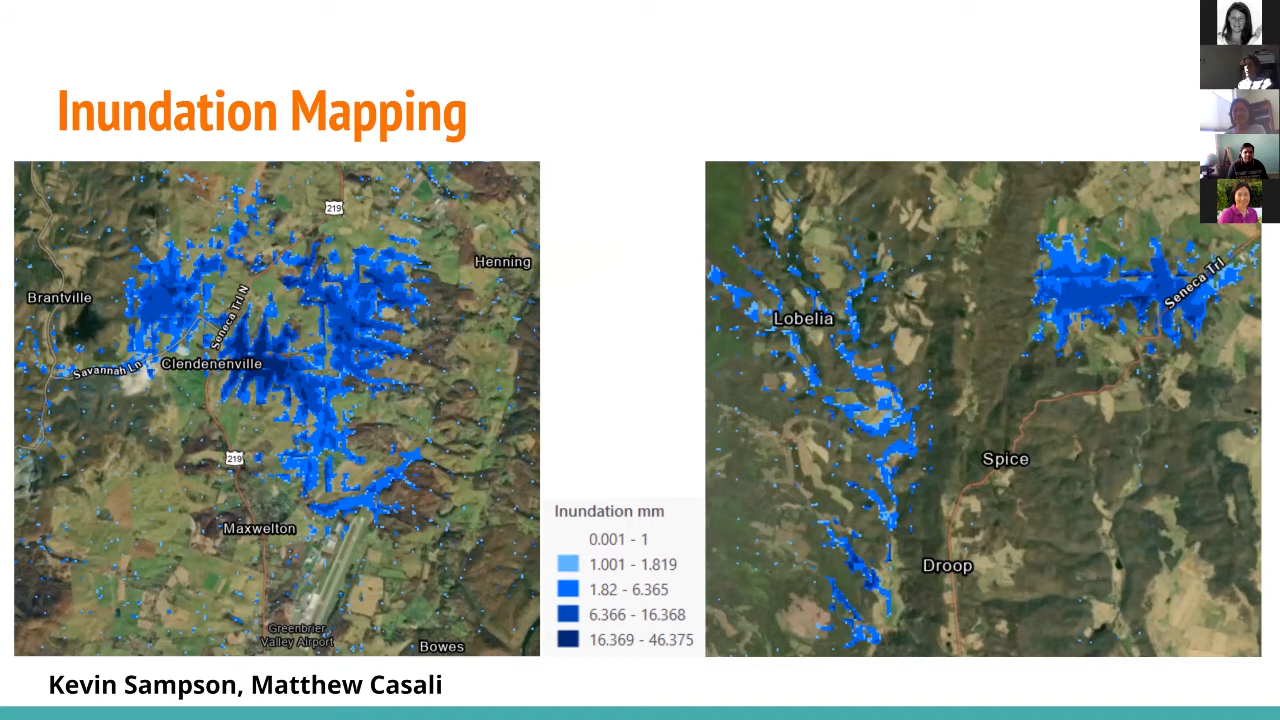 Inundation Mapping
219
Henning
Brantville
Seneca Trl N
Clendenenville
Savannah Ln
219
Maxwelton
Greenbrier
Valley Airport
Bowes
Inundation mm
0.001 - 1
1.001 - 1.819
1.82 - 6.365
6.366 - 16.368
16.369 - 46.375
Seneca Trl
Lobelia
Spice
Droop
Kevin Sampson, Matthew Casali